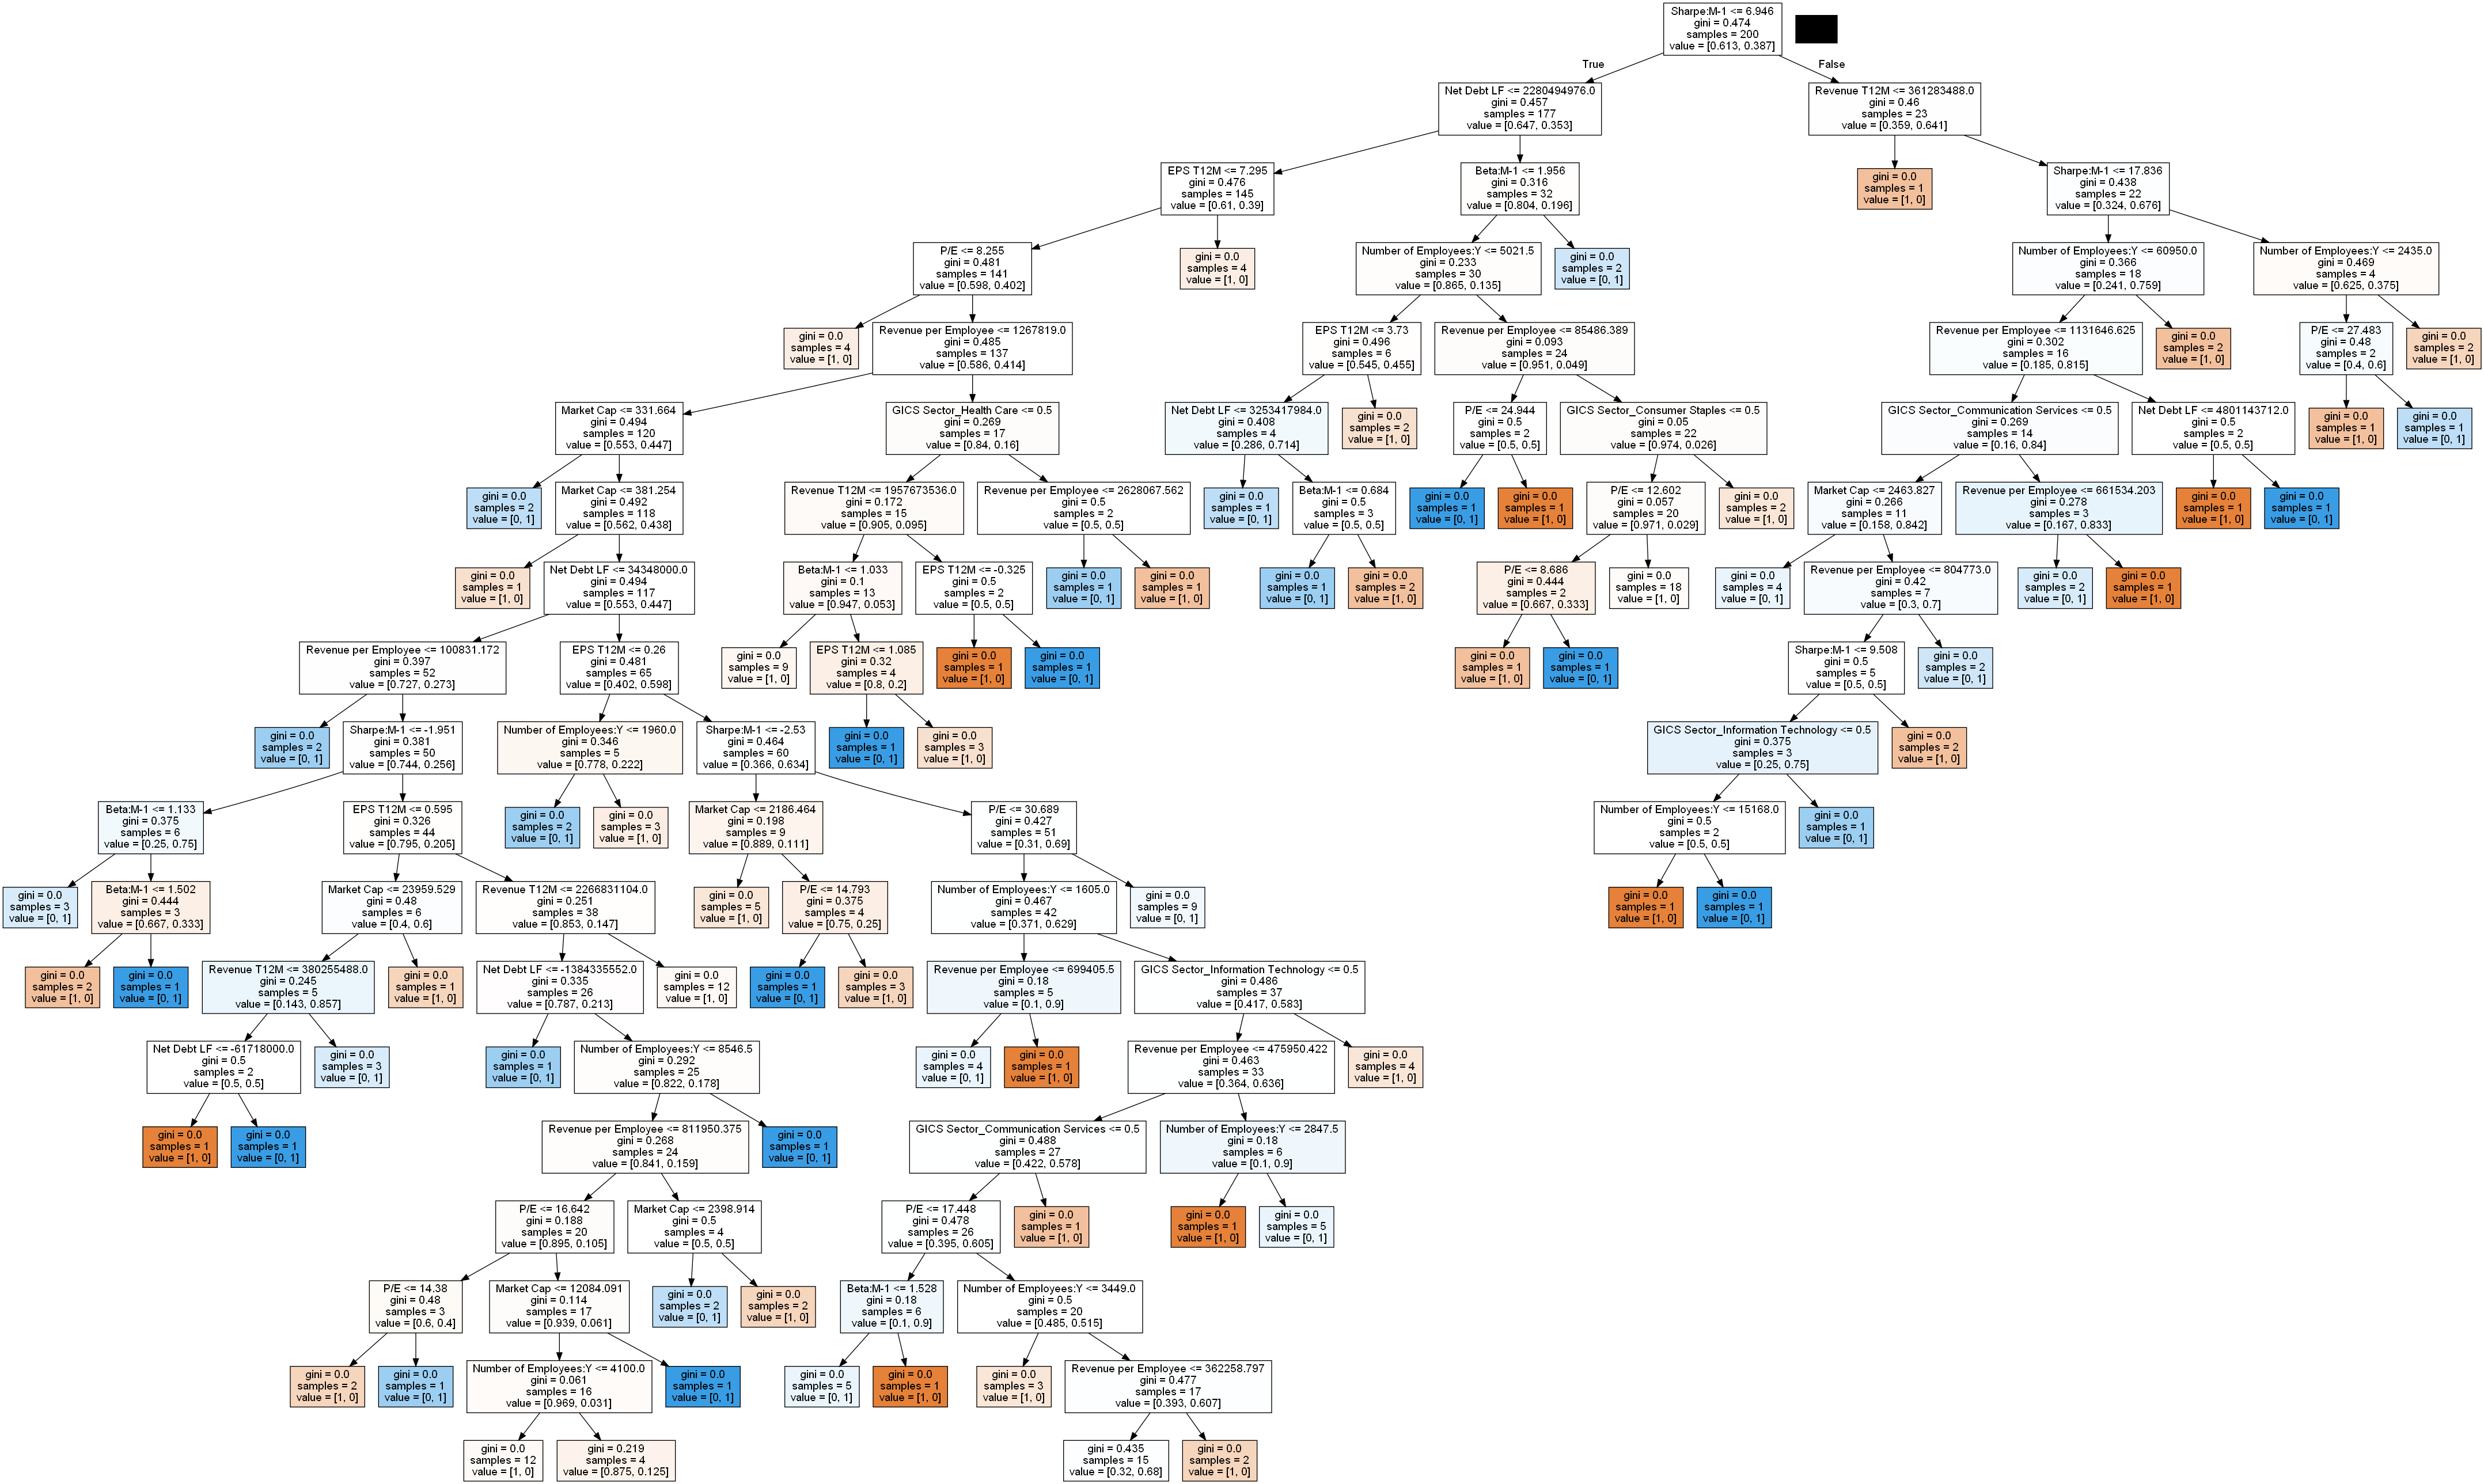 Sharpe:M-1 <= 6.946
gini = 0.474
samples = 200
value = [0.613, 0.387]
True
False
Net Debt LF <= 2280494976.0
gini = 0.457
samples = 177
value = [0.647, 0.353]
Revenue T12M <= 361283488.0
gini = 0.46
samples = 23
value = [0.359, 0.641]
EPS T12M <= 7.295
gini = 0.476
samples = 145
value = [0.61, 0.39]
Beta:M-1 <= 1.956
gini = 0.316
samples = 32
value = [0.804, 0.196]
gini = 0.0
samples = 1
value = [1, 0]
Sharpe:M-1 <= 17.836
gini = 0.438
samples = 22
value = [0.324, 0.676]
P/E <= 8.255
gini = 0.481
samples = 141
value = [0.598, 0.402]
gini = 0.0
samples = 4
value = [1, 0]
Number of Employees:Y <= 5021.5
gini = 0.233
samples = 30
value = [0.865, 0.135]
gini = 0.0
samples = 2
value = [0, 1]
Number of Employees:Y <= 60950.0
gini = 0.366
samples = 18
value = [0.241, 0.759]
Number of Employees:Y <= 2435.0
gini = 0.469
samples = 4
value = [0.625, 0.375]
gini = 0.0
samples = 4
value = [1, 0]
Revenue per Employee <= 1267819.0
gini = 0.485
samples = 137
value = [0.586, 0.414]
EPS T12M <= 3.73
gini = 0.496
samples = 6
value = [0.545, 0.455]
Revenue per Employee <= 85486.389
gini = 0.093
samples = 24
value = [0.951, 0.049]
Revenue per Employee <= 1131646.625
gini = 0.302
samples = 16
value = [0.185, 0.815]
gini = 0.0
samples = 2
value = [1, 0]
P/E <= 27.483
gini = 0.48
samples = 2
value = [0.4, 0.6]
gini = 0.0
samples = 2
value = [1, 0]
Market Cap <= 331.664
gini = 0.494
samples = 120
value = [0.553, 0.447]
GICS Sector_Health Care <= 0.5
gini = 0.269
samples = 17
value = [0.84, 0.16]
Net Debt LF <= 3253417984.0
gini = 0.408
samples = 4
value = [0.286, 0.714]
gini = 0.0
samples = 2
value = [1, 0]
P/E <= 24.944
gini = 0.5
samples = 2
value = [0.5, 0.5]
GICS Sector_Consumer Staples <= 0.5
gini = 0.05
samples = 22
value = [0.974, 0.026]
GICS Sector_Communication Services <= 0.5
gini = 0.269
samples = 14
value = [0.16, 0.84]
Net Debt LF <= 4801143712.0
gini = 0.5
samples = 2
value = [0.5, 0.5]
gini = 0.0
samples = 1
value = [1, 0]
gini = 0.0
samples = 1
value = [0, 1]
gini = 0.0
samples = 2
value = [0, 1]
Market Cap <= 381.254
gini = 0.492
samples = 118
value = [0.562, 0.438]
Revenue T12M <= 1957673536.0
gini = 0.172
samples = 15
value = [0.905, 0.095]
Revenue per Employee <= 2628067.562
gini = 0.5
samples = 2
value = [0.5, 0.5]
gini = 0.0
samples = 1
value = [0, 1]
Beta:M-1 <= 0.684
gini = 0.5
samples = 3
value = [0.5, 0.5]
gini = 0.0
samples = 1
value = [0, 1]
gini = 0.0
samples = 1
value = [1, 0]
P/E <= 12.602
gini = 0.057
samples = 20
value = [0.971, 0.029]
gini = 0.0
samples = 2
value = [1, 0]
Market Cap <= 2463.827
gini = 0.266
samples = 11
value = [0.158, 0.842]
Revenue per Employee <= 661534.203
gini = 0.278
samples = 3
value = [0.167, 0.833]
gini = 0.0
samples = 1
value = [1, 0]
gini = 0.0
samples = 1
value = [0, 1]
gini = 0.0
samples = 1
value = [1, 0]
Net Debt LF <= 34348000.0
gini = 0.494
samples = 117
value = [0.553, 0.447]
Beta:M-1 <= 1.033
gini = 0.1
samples = 13
value = [0.947, 0.053]
EPS T12M <= -0.325
gini = 0.5
samples = 2
value = [0.5, 0.5]
gini = 0.0
samples = 1
value = [0, 1]
gini = 0.0
samples = 1
value = [1, 0]
gini = 0.0
samples = 1
value = [0, 1]
gini = 0.0
samples = 2
value = [1, 0]
P/E <= 8.686
gini = 0.444
samples = 2
value = [0.667, 0.333]
gini = 0.0
samples = 18
value = [1, 0]
gini = 0.0
samples = 4
value = [0, 1]
Revenue per Employee <= 804773.0
gini = 0.42
samples = 7
value = [0.3, 0.7]
gini = 0.0
samples = 2
value = [0, 1]
gini = 0.0
samples = 1
value = [1, 0]
Revenue per Employee <= 100831.172
gini = 0.397
samples = 52
value = [0.727, 0.273]
EPS T12M <= 0.26
gini = 0.481
samples = 65
value = [0.402, 0.598]
gini = 0.0
samples = 9
value = [1, 0]
EPS T12M <= 1.085
gini = 0.32
samples = 4
value = [0.8, 0.2]
gini = 0.0
samples = 1
value = [1, 0]
gini = 0.0
samples = 1
value = [0, 1]
gini = 0.0
samples = 1
value = [1, 0]
gini = 0.0
samples = 1
value = [0, 1]
Sharpe:M-1 <= 9.508
gini = 0.5
samples = 5
value = [0.5, 0.5]
gini = 0.0
samples = 2
value = [0, 1]
gini = 0.0
samples = 2
value = [0, 1]
Sharpe:M-1 <= -1.951
gini = 0.381
samples = 50
value = [0.744, 0.256]
Number of Employees:Y <= 1960.0
gini = 0.346
samples = 5
value = [0.778, 0.222]
Sharpe:M-1 <= -2.53
gini = 0.464
samples = 60
value = [0.366, 0.634]
gini = 0.0
samples = 1
value = [0, 1]
gini = 0.0
samples = 3
value = [1, 0]
GICS Sector_Information Technology <= 0.5
gini = 0.375
samples = 3
value = [0.25, 0.75]
gini = 0.0
samples = 2
value = [1, 0]
Beta:M-1 <= 1.133
gini = 0.375
samples = 6
value = [0.25, 0.75]
EPS T12M <= 0.595
gini = 0.326
samples = 44
value = [0.795, 0.205]
gini = 0.0
samples = 2
value = [0, 1]
gini = 0.0
samples = 3
value = [1, 0]
Market Cap <= 2186.464
gini = 0.198
samples = 9
value = [0.889, 0.111]
P/E <= 30.689
gini = 0.427
samples = 51
value = [0.31, 0.69]
Number of Employees:Y <= 15168.0
gini = 0.5
samples = 2
value = [0.5, 0.5]
gini = 0.0
samples = 1
value = [0, 1]
gini = 0.0
samples = 3
value = [0, 1]
Beta:M-1 <= 1.502
gini = 0.444
samples = 3
value = [0.667, 0.333]
Market Cap <= 23959.529
gini = 0.48
samples = 6
value = [0.4, 0.6]
Revenue T12M <= 2266831104.0
gini = 0.251
samples = 38
value = [0.853, 0.147]
gini = 0.0
samples = 5
value = [1, 0]
P/E <= 14.793
gini = 0.375
samples = 4
value = [0.75, 0.25]
Number of Employees:Y <= 1605.0
gini = 0.467
samples = 42
value = [0.371, 0.629]
gini = 0.0
samples = 9
value = [0, 1]
gini = 0.0
samples = 1
value = [1, 0]
gini = 0.0
samples = 1
value = [0, 1]
gini = 0.0
samples = 2
value = [1, 0]
gini = 0.0
samples = 1
value = [0, 1]
Revenue T12M <= 380255488.0
gini = 0.245
samples = 5
value = [0.143, 0.857]
gini = 0.0
samples = 1
value = [1, 0]
Net Debt LF <= -1384335552.0
gini = 0.335
samples = 26
value = [0.787, 0.213]
gini = 0.0
samples = 12
value = [1, 0]
gini = 0.0
samples = 1
value = [0, 1]
gini = 0.0
samples = 3
value = [1, 0]
Revenue per Employee <= 699405.5
gini = 0.18
samples = 5
value = [0.1, 0.9]
GICS Sector_Information Technology <= 0.5
gini = 0.486
samples = 37
value = [0.417, 0.583]
Net Debt LF <= -61718000.0
gini = 0.5
samples = 2
value = [0.5, 0.5]
gini = 0.0
samples = 3
value = [0, 1]
gini = 0.0
samples = 1
value = [0, 1]
Number of Employees:Y <= 8546.5
gini = 0.292
samples = 25
value = [0.822, 0.178]
gini = 0.0
samples = 4
value = [0, 1]
gini = 0.0
samples = 1
value = [1, 0]
Revenue per Employee <= 475950.422
gini = 0.463
samples = 33
value = [0.364, 0.636]
gini = 0.0
samples = 4
value = [1, 0]
gini = 0.0
samples = 1
value = [1, 0]
gini = 0.0
samples = 1
value = [0, 1]
Revenue per Employee <= 811950.375
gini = 0.268
samples = 24
value = [0.841, 0.159]
gini = 0.0
samples = 1
value = [0, 1]
GICS Sector_Communication Services <= 0.5
gini = 0.488
samples = 27
value = [0.422, 0.578]
Number of Employees:Y <= 2847.5
gini = 0.18
samples = 6
value = [0.1, 0.9]
P/E <= 16.642
gini = 0.188
samples = 20
value = [0.895, 0.105]
Market Cap <= 2398.914
gini = 0.5
samples = 4
value = [0.5, 0.5]
P/E <= 17.448
gini = 0.478
samples = 26
value = [0.395, 0.605]
gini = 0.0
samples = 1
value = [1, 0]
gini = 0.0
samples = 1
value = [1, 0]
gini = 0.0
samples = 5
value = [0, 1]
P/E <= 14.38
gini = 0.48
samples = 3
value = [0.6, 0.4]
Market Cap <= 12084.091
gini = 0.114
samples = 17
value = [0.939, 0.061]
gini = 0.0
samples = 2
value = [0, 1]
gini = 0.0
samples = 2
value = [1, 0]
Beta:M-1 <= 1.528
gini = 0.18
samples = 6
value = [0.1, 0.9]
Number of Employees:Y <= 3449.0
gini = 0.5
samples = 20
value = [0.485, 0.515]
gini = 0.0
samples = 2
value = [1, 0]
gini = 0.0
samples = 1
value = [0, 1]
Number of Employees:Y <= 4100.0
gini = 0.061
samples = 16
value = [0.969, 0.031]
gini = 0.0
samples = 1
value = [0, 1]
gini = 0.0
samples = 5
value = [0, 1]
gini = 0.0
samples = 1
value = [1, 0]
gini = 0.0
samples = 3
value = [1, 0]
Revenue per Employee <= 362258.797
gini = 0.477
samples = 17
value = [0.393, 0.607]
gini = 0.0
samples = 12
value = [1, 0]
gini = 0.219
samples = 4
value = [0.875, 0.125]
gini = 0.435
samples = 15
value = [0.32, 0.68]
gini = 0.0
samples = 2
value = [1, 0]